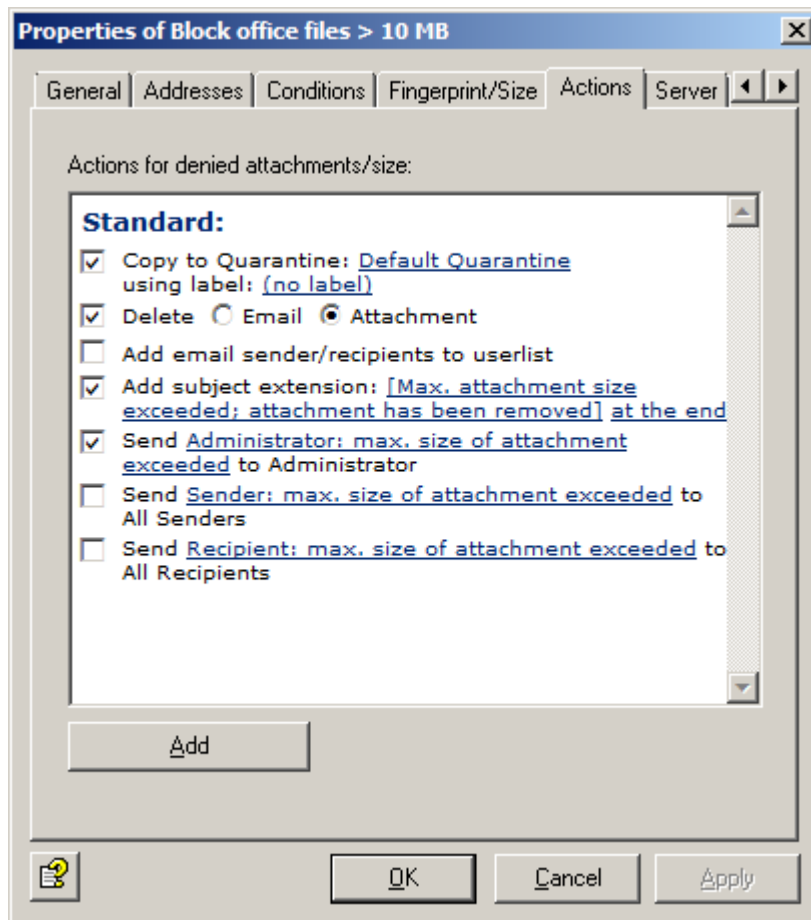 Properties of Block office files > 10 MB
General Addresses Conditions Fingerprint/Size Actions Server
Actions for denied attachments/size:
Standard:
Copy to Quarantine: Default Quarantine
using label: (no label)
Delete Email Attachment
Add email sender/recipients to userlist
Add subject extension: [Max. attachment size
exceeded; attachment has been removed] at the end
Send Administrator: max. size of attachment
exceeded to Administrator
Send Sender: max. size of attachment exceeded to
All Senders
Send Recipient: max. size of attachment exceeded to
All Recipients
Add
OK Cancel Apply